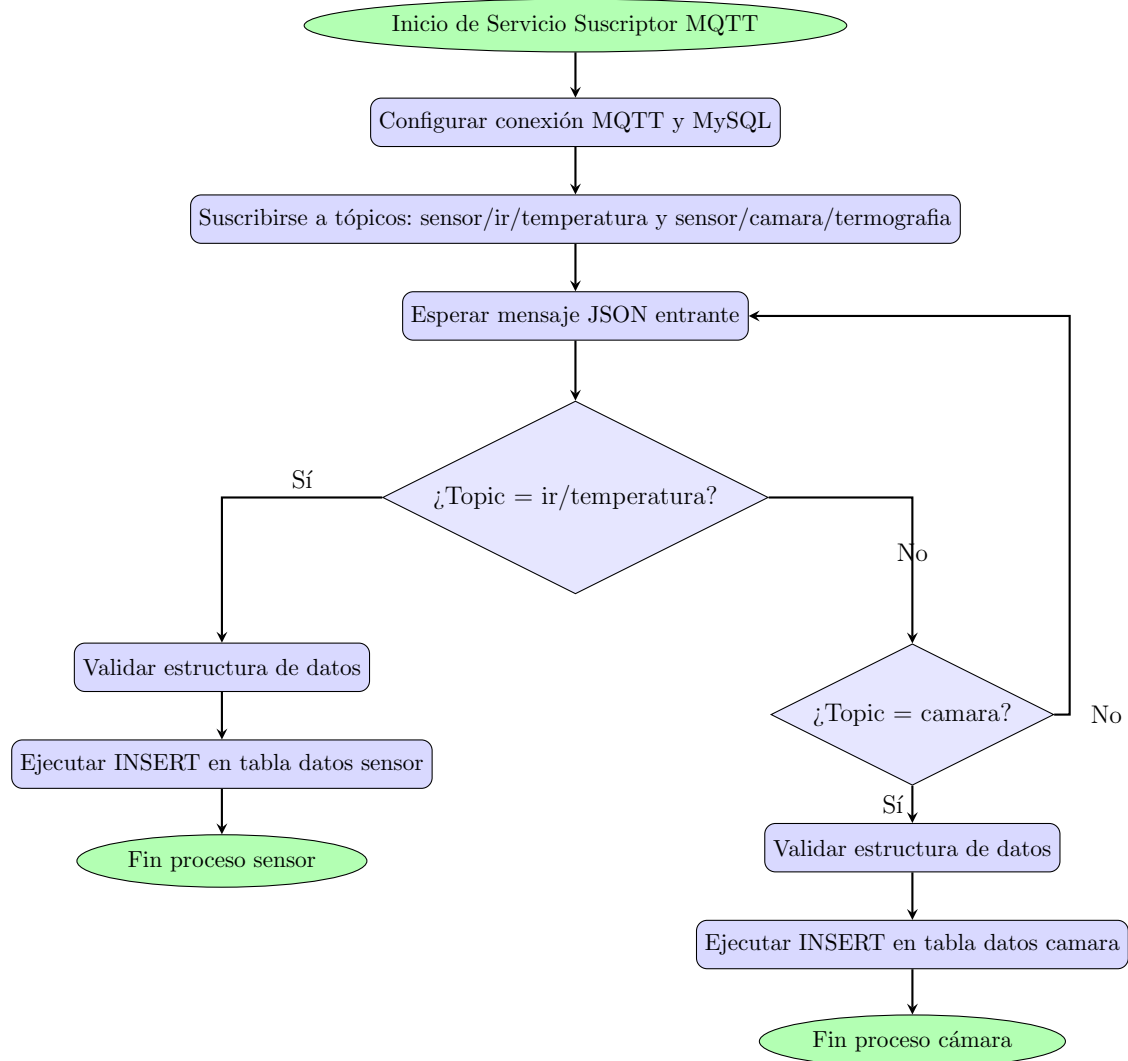 Inicio de Servicio Suscriptor MQTT
Configurar conexión MQTT y MySQL
Suscribirse a tópicos: sensor/ir/temperatura y sensor/camara/termografia
Esperar mensaje JSON entrante
¿Topic = ir/temperatura?
Sí
No
Validar estructura de datos
Ejecutar INSERT en tabla datos sensor
Fin proceso sensor
¿Topic = camara?
No
Sí
Validar estructura de datos
Ejecutar INSERT en tabla datos camara
Fin proceso cámara